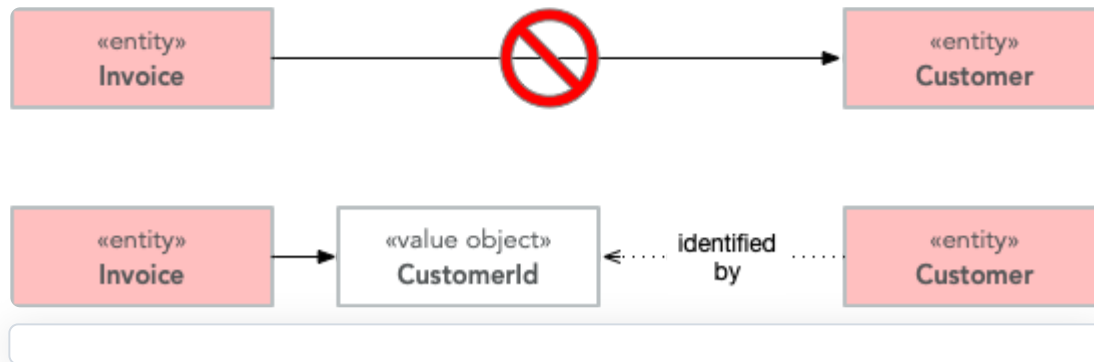 «entity»
Invoice
«entity»
Customer
«entity»
Invoice
«value object»
CustomerId
identified
by
«entity»
Customer